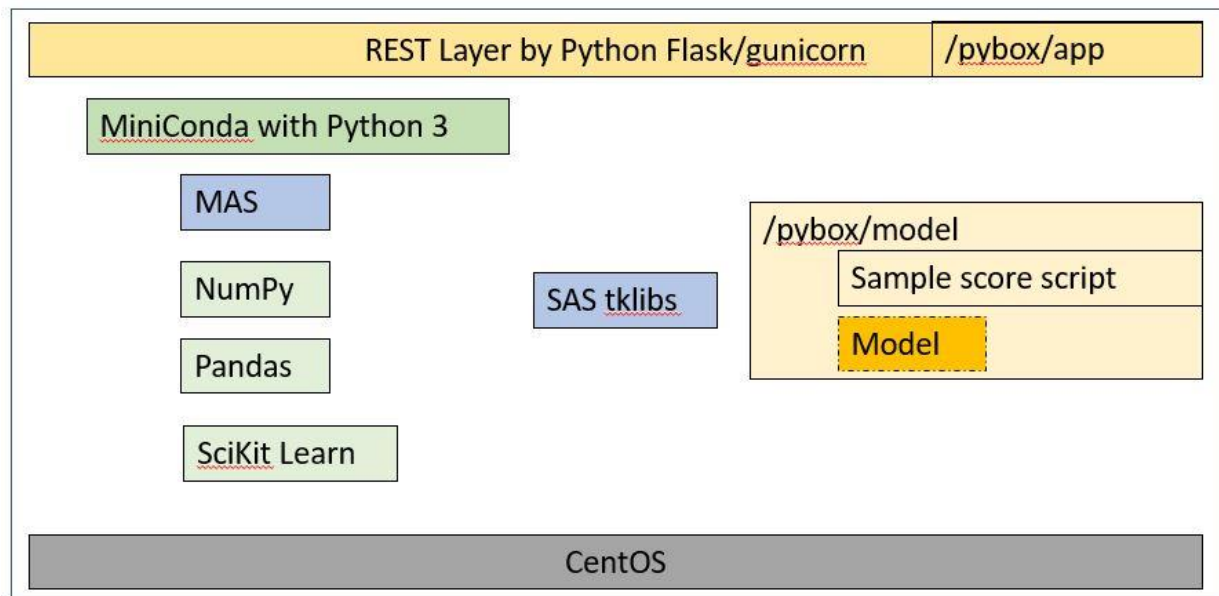 REST Layer by Python Flask/gunicorn
/pybox/app
MiniConda with Python 3
MAS
NumPy
Pandas
SciKit Learn
SAS tklibs
/pybox/model
Sample score script
Model
CentOS